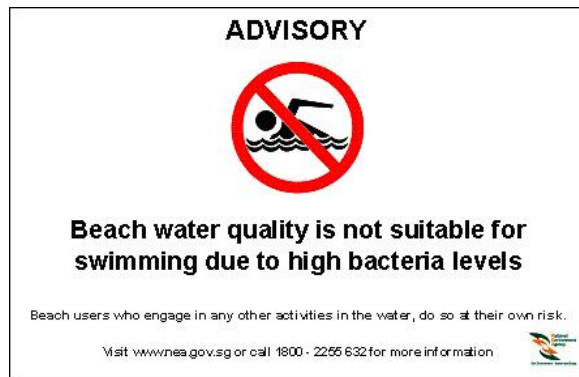 ADVISORY
Beach water quality is not suitable for
swimming due to high bacteria levels
Beach users who engage in any other activities in the water, do so at their own risk.
Visit www.nea.gov.sg or call 1800 - 2255 632 for more information
National
Environment
Agency